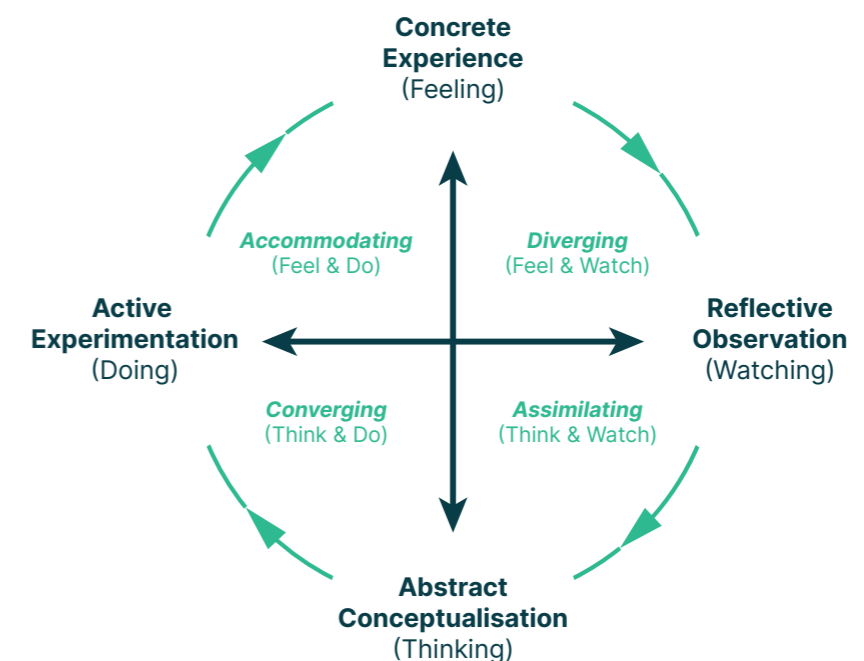 Concrete
Experience
(Feeling)
Accommodating
(Feel & Do)
Diverging
(Feel & Watch)
Active
Experimentation
(Doing)
Reflective
Observation
(Watching)
Converging
(Think & Do)
Assimilating
(Think & Watch)
Abstract
Conceptualisation
(Thinking)